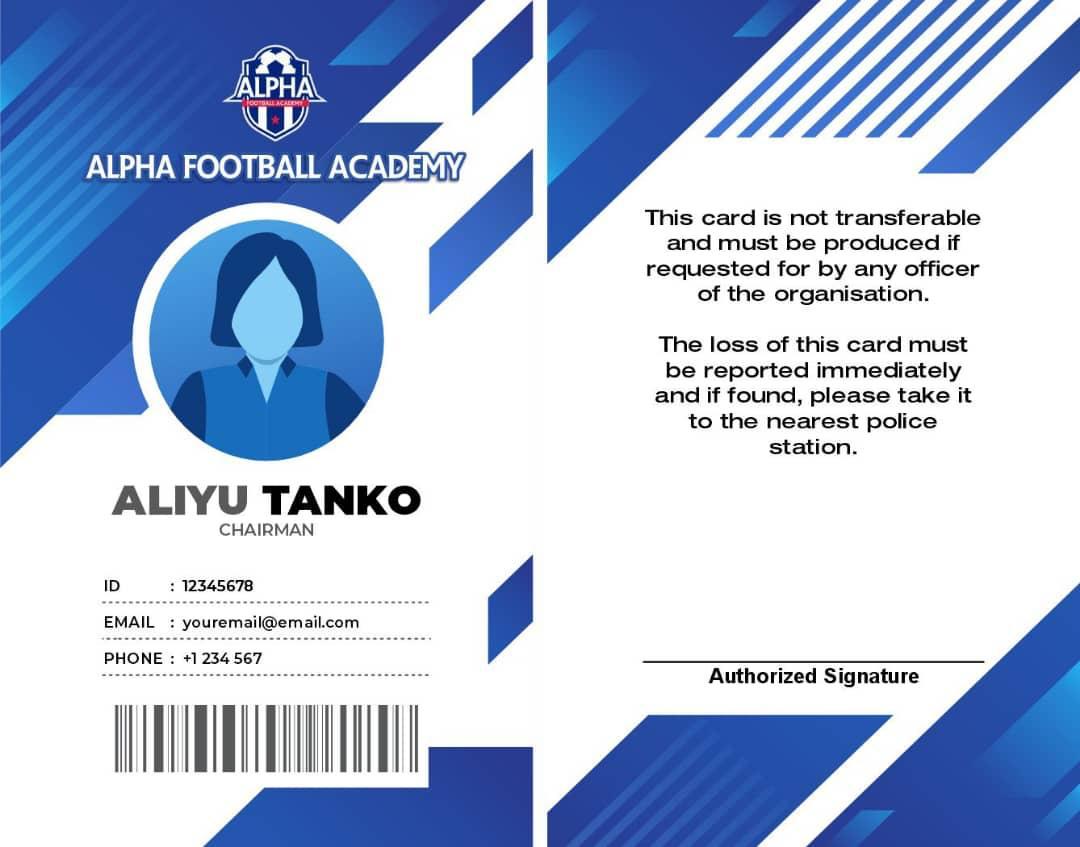 ALPHA
FOOTBALL ACADEMY
ALPHA FOOTBALL ACADEMY
ALIYU TANKO
CHAIRMAN
ID : 12345678
EMAIL : youremail@email.com
PHONE : +1 234 567
This card is not transferable
and must be produced if
requested for by any officer
of the organisation.
The loss of this card must
be reported immediately
and if found, please take it
to the nearest police
station.
Authorized Signature